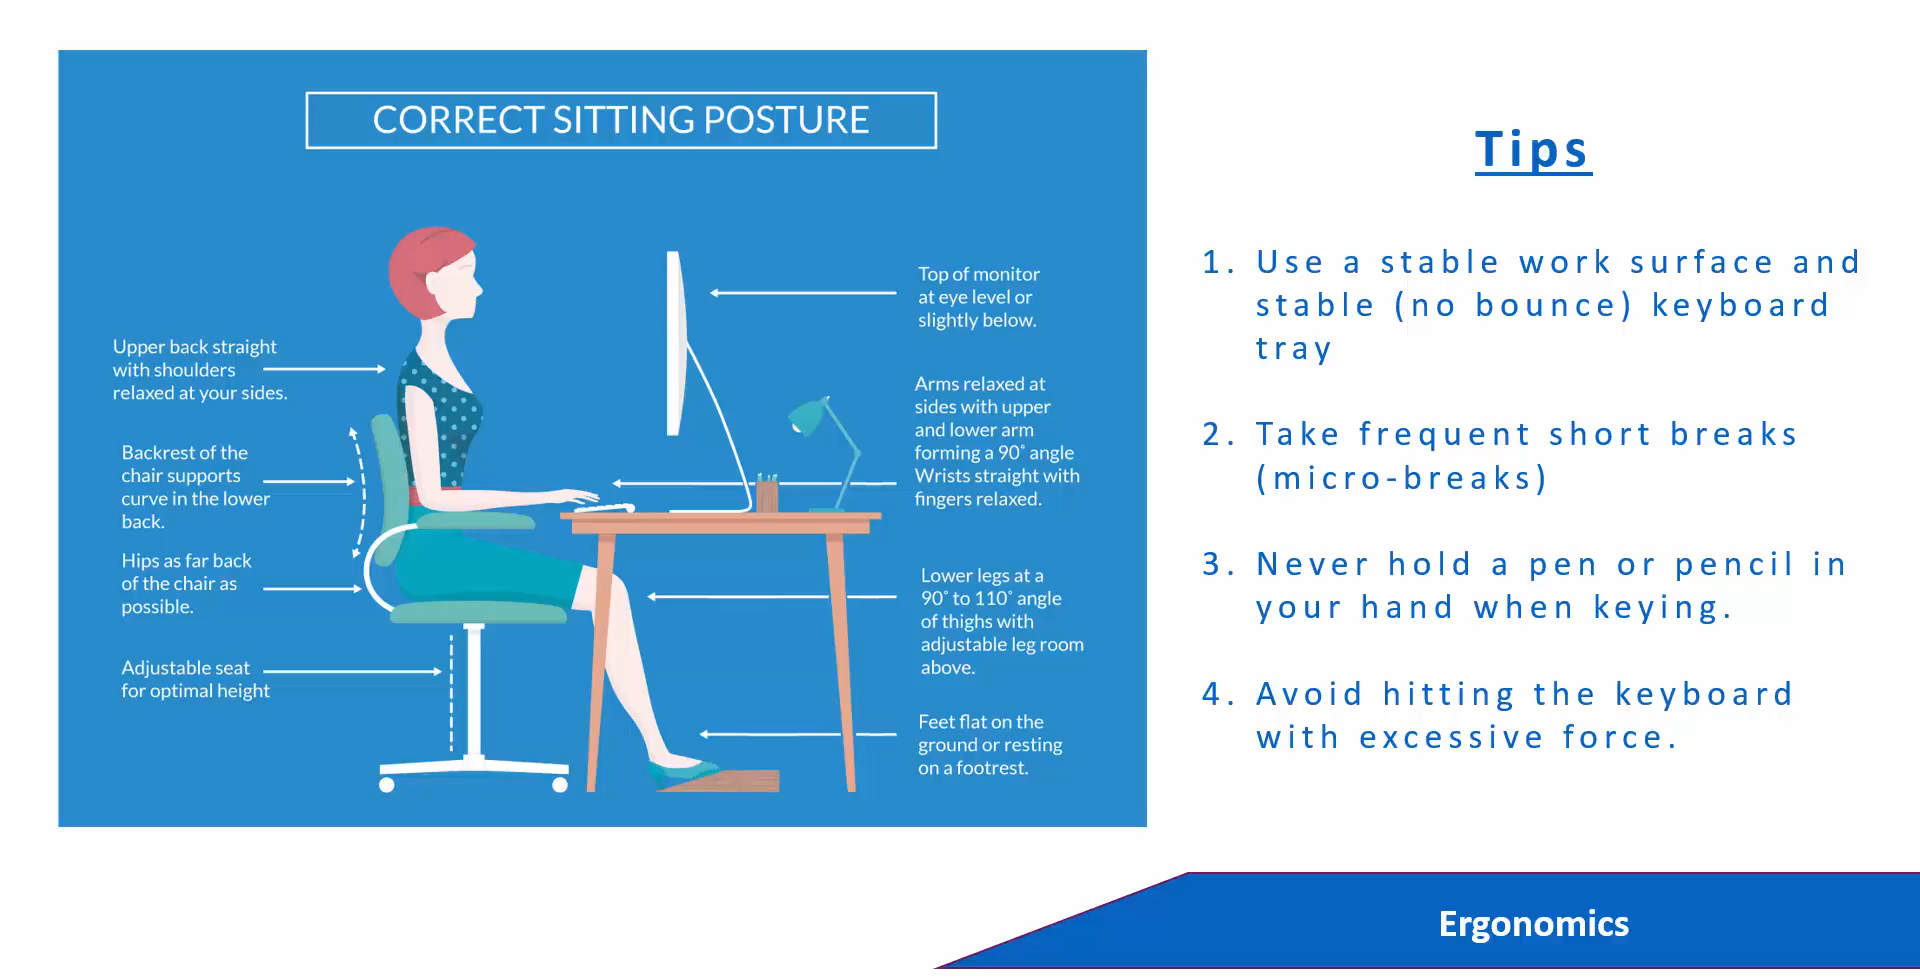 CORRECT SITTING POSTURE
Upper back straight
with shoulders
relaxed at your sides.
Backrest of the
chair supports
curve in the lower
back.
Hips as far back
of the chair as
possible.
Adjustable seat
for optimal height
Top of monitor
at eye level or
slightly below.
Arms relaxed at
sides with upper
and lower arm
forming a 90˚ angle
Wrists straight with
fingers relaxed.
Lower legs at a
90˚ to 110˚ angle
of thighs with
adjustable leg room
above.
Feet flat on the
ground or resting
on a footrest.
Tips
1. Use a stable work surface and
stable (no bounce) keyboard
tray
2. Take frequent short breaks
(micro-breaks)
3. Never hold a pen or pencil in
your hand when keying.
4. Avoid hitting the keyboard
with excessive force.
Ergonomics